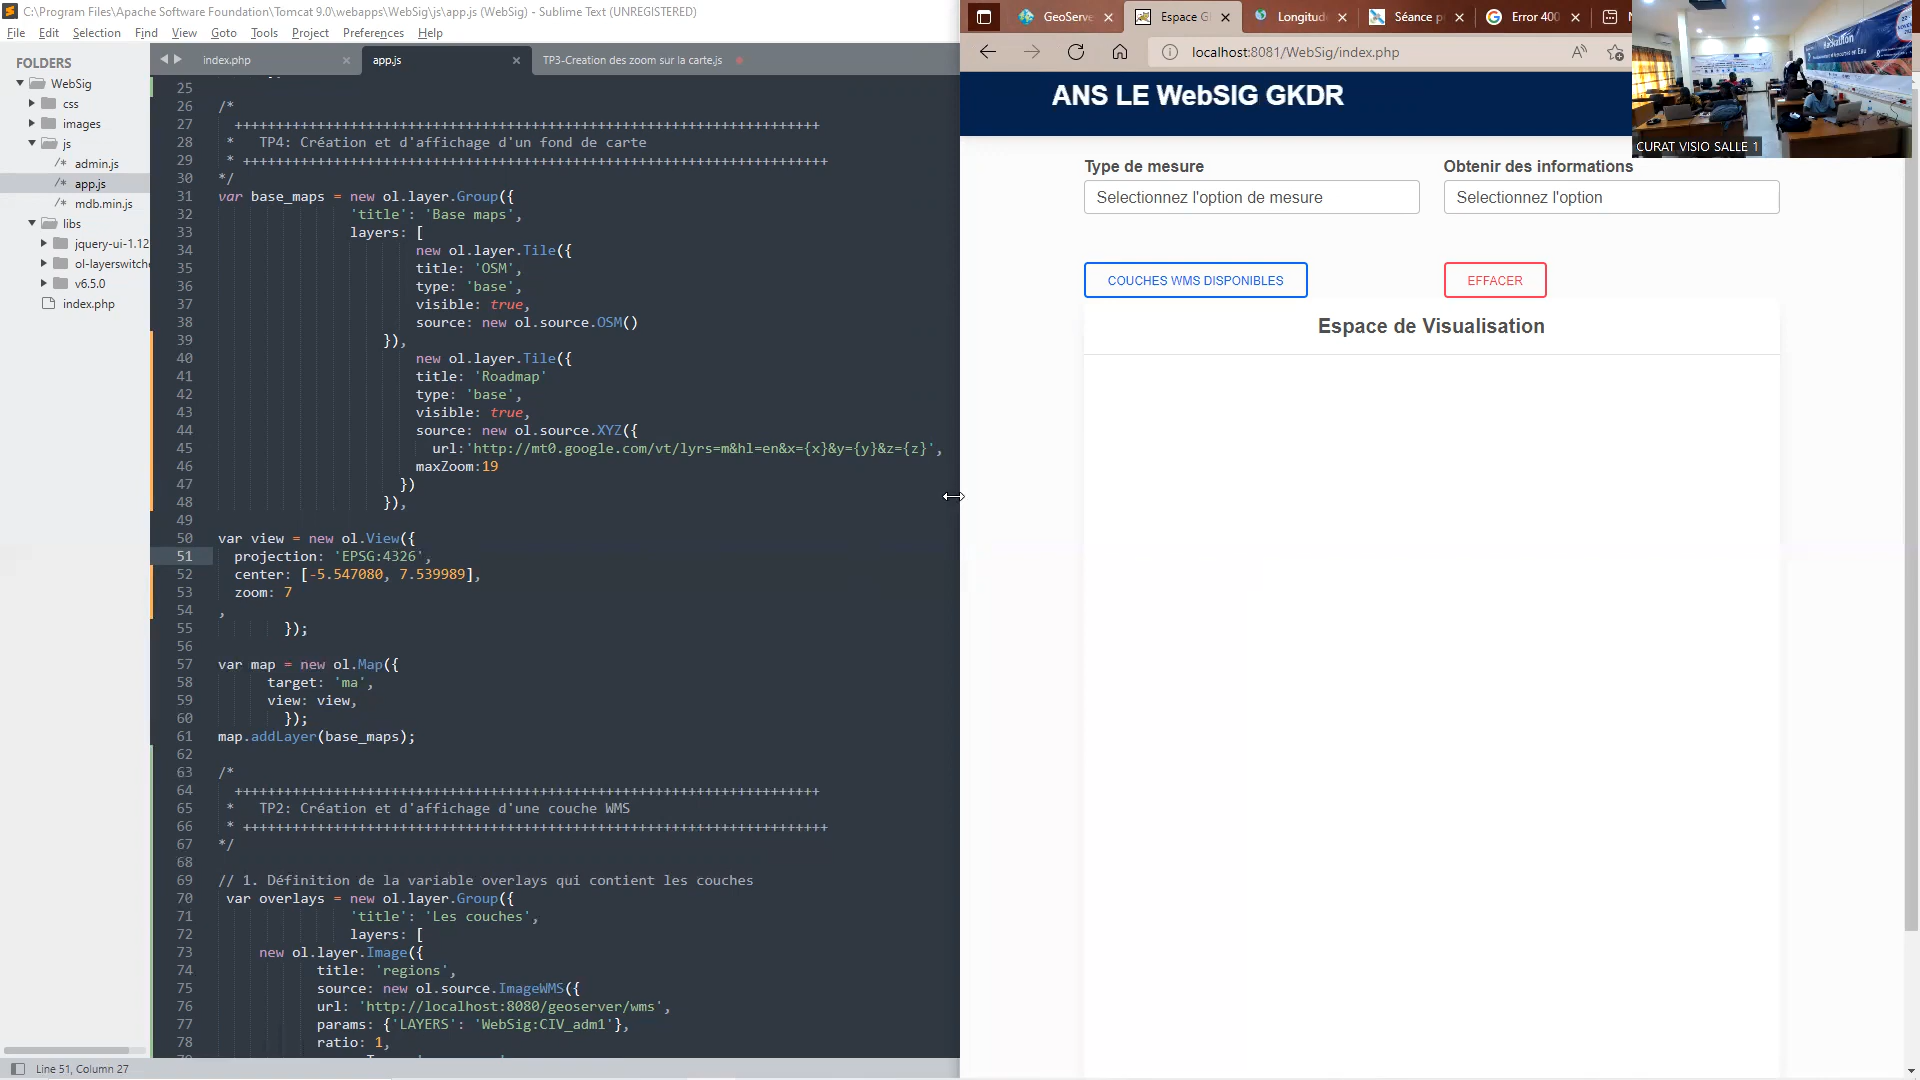 C:\Program Files\Apache Software Foundation\Tomcat 9.0\webapps\WebSig\js\app.js (WebSig) - Sublime Text (UNREGISTERED)
File Edit Selection Find View Goto Tools Project Preferences Help
FOLDERS
WebSig
css
images
js
admin.js
app.js
mdb.min.js
libs
jquery-ui-1.12
ol-layerswitch
v6.5.0
index.php
index.php
app.js
TP3-Creation des zoom sur la carte.js
25
26 /*
27 +++++++++++++++++++++++++++++++++++++++++++++++++++++++++++++++++++++++
28 * TP4: Création et d'affichage d'un fond de carte
29 * +++++++++++++++++++++++++++++++++++++++++++++++++++++++++++++++++++++++
30 */
31 var base_maps = new ol.layer.Group({
32 'title': 'Base maps',
33 layers: [
34 new ol.layer.Tile({
35 title: 'OSM',
36 type: 'base',
37 visible: true,
38 source: new ol.source.OSM()
39 }),
40 new ol.layer.Tile({
41 title: 'Roadmap'
42 type: 'base',
43 visible: true,
44 source: new ol.source.XYZ({
45 url:'http://mt0.google.com/vt/lyrs=m&hl=en&x={x}&y={y}&z={z}',
46 maxZoom:19
47 })
48 }),
49
50 var view = new ol.View({
51 projection: 'EPSG:4326',
52 center: [-5.547080, 7.539989],
53 zoom: 7
54 ,
55 });
56
57 var map = new ol.Map({
58 target: 'ma',
59 view: view,
60 });
61 map.addLayer(base_maps);
62
63 /*
64 +++++++++++++++++++++++++++++++++++++++++++++++++++++++++++++++++++++++
65 * TP2: Création et d'affichage d'une couche WMS
66 * +++++++++++++++++++++++++++++++++++++++++++++++++++++++++++++++++++++++
67 */
68
69 // 1. Définition de la variable overlays qui contient les couches
70 var overlays = new ol.layer.Group({
71 'title': 'Les couches',
72 layers: [
73 new ol.layer.Image({
74 title: 'regions',
75 source: new ol.source.ImageWMS({
76 url: 'http://localhost:8080/geoserver/wms',
77 params: {'LAYERS': 'WebSig:CIV_adm1'},
78 ratio: 1,
Line 51, Column 27
GeoServe
Espace G
Longitud
Séance p
Error 400
localhost:8081/WebSig/index.php
Hackathon
CURAT VISIO SALLE 1
ANS LE WebSIG GKDR
Type de mesure
Obtenir des informations
Selectionnez l'option de mesure
Selectionnez l'option
COUCHES WMS DISPONIBLES
EFFACER
Espace de Visualisation